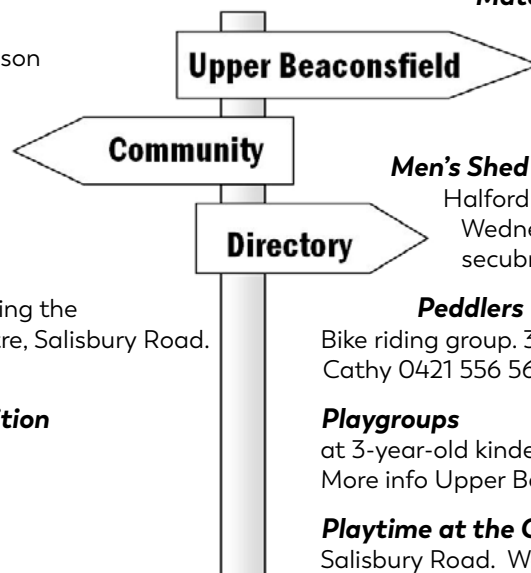 son
Upper Beaconsfield
Community
Directory
ing the
tre, Salisbury Road.
tion
Men's Shed
Halford
Wedne
secubr
Peddlers
Bike riding group. 3
Cathy 0421 556 56
Playgroups
at 3-year-old kinde
More info Upper Be
Playtime at the C
Salisbury Road. W